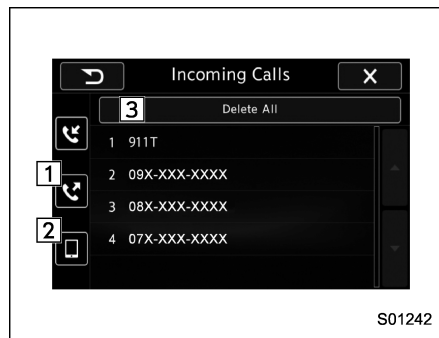 Incoming Calls
X
3
Delete All
1 911T
1
2 09X-XXX-XXXX
3 08X-XXX-XXXX
2
4 07X-XXX-XXXX
S01242